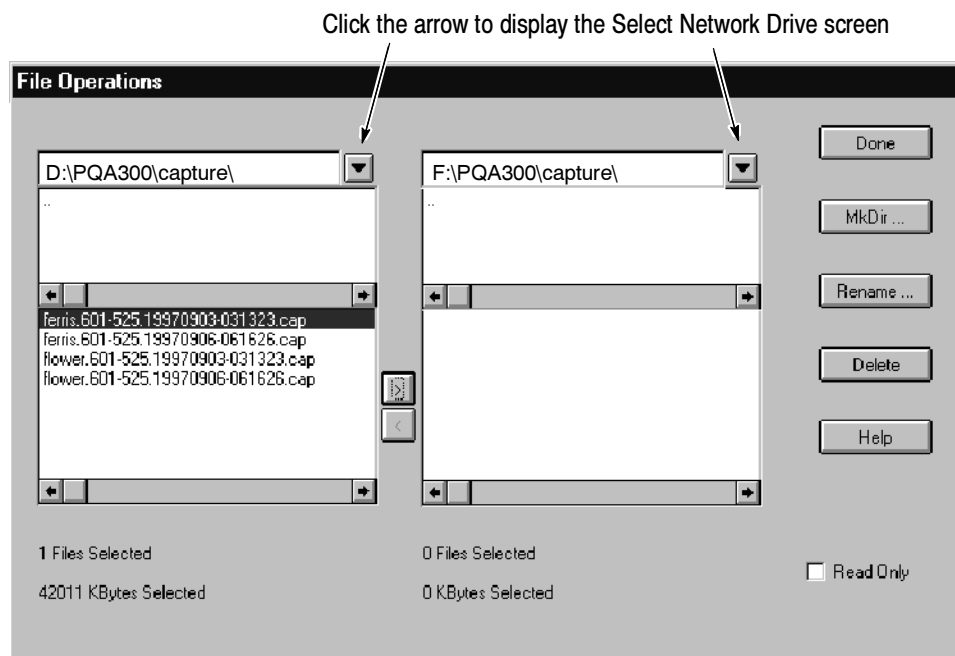 Click the arrow to display the Select Network Drive screen
File Operations
D:\PQA300\capture\
F:\PQA300\capture\
Done
..
..
MkDir ...
Rename ...
ferris.601-525.19970903-031323.cap
ferris.601-525.19970906-061626.cap
flower.601-525.19970903-031323.cap
flower.601-525.19970906-061626.cap
Delete
>
<
Help
1 Files Selected
0 Files Selected
Read Only
42011 KBytes Selected
0 KBytes Selected